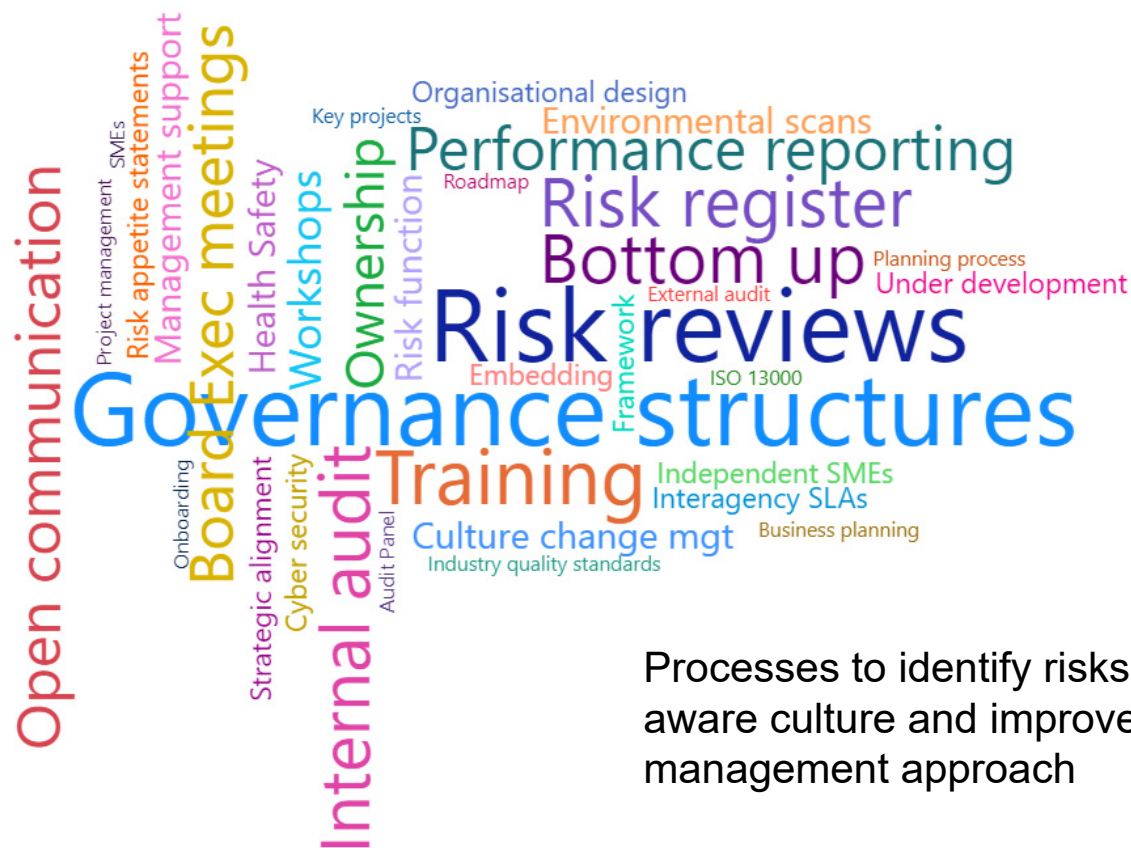 Open communication
Project management
SMEs
Risk appetite statements
Management support
Board Exec meetings
Health Safety
Workshops
Key projects
Ownership
Risk function
Organisational design
Environmental scans
Performance reporting
Roadmap
Risk register
Bottom up
Planning process
Under development
External audit
Risk reviews
Framework
Embedding
ISO 13000
Governance structures
Onboarding
Strategic alignment
Cyber security
Internal audit
Audit Panel
Training
Independent SMEs
Interagency SLAs
Culture change mgt
Business planning
Industry quality standards
Processes to identify risks
aware culture and improve
management approach